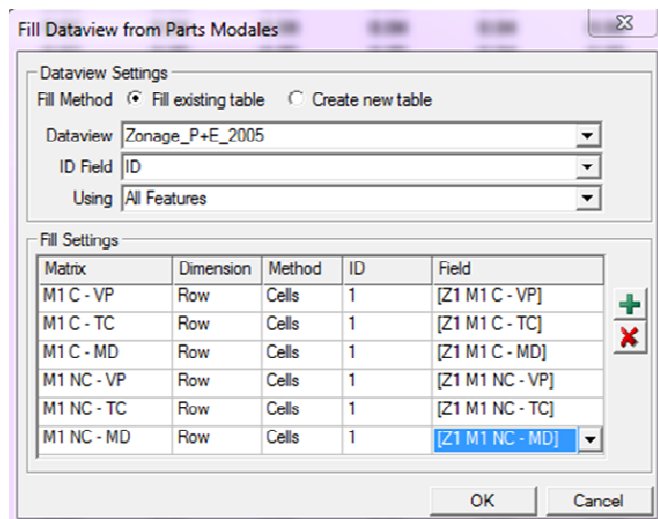 Fill Dataview from Parts Modales
Dataview Settings
Fill Method Fill existing table Create new table
Dataview Zonage_P+E_2005
ID Field ID
Using All Features
Fill Settings
Matrix Dimension Method ID Field
M1 C - VP Row Cells 1 [Z1 M1 C - VP]
M1 C - TC Row Cells 1 [Z1 M1 C - TC]
M1 C - MD Row Cells 1 [Z1 M1 C - MD]
M1 NC - VP Row Cells 1 [Z1 M1 NC - VP]
M1 NC - TC Row Cells 1 [Z1 M1 NC - TC]
M1 NC - MD Row Cells 1 [Z1 M1 NC - MD]
OK Cancel